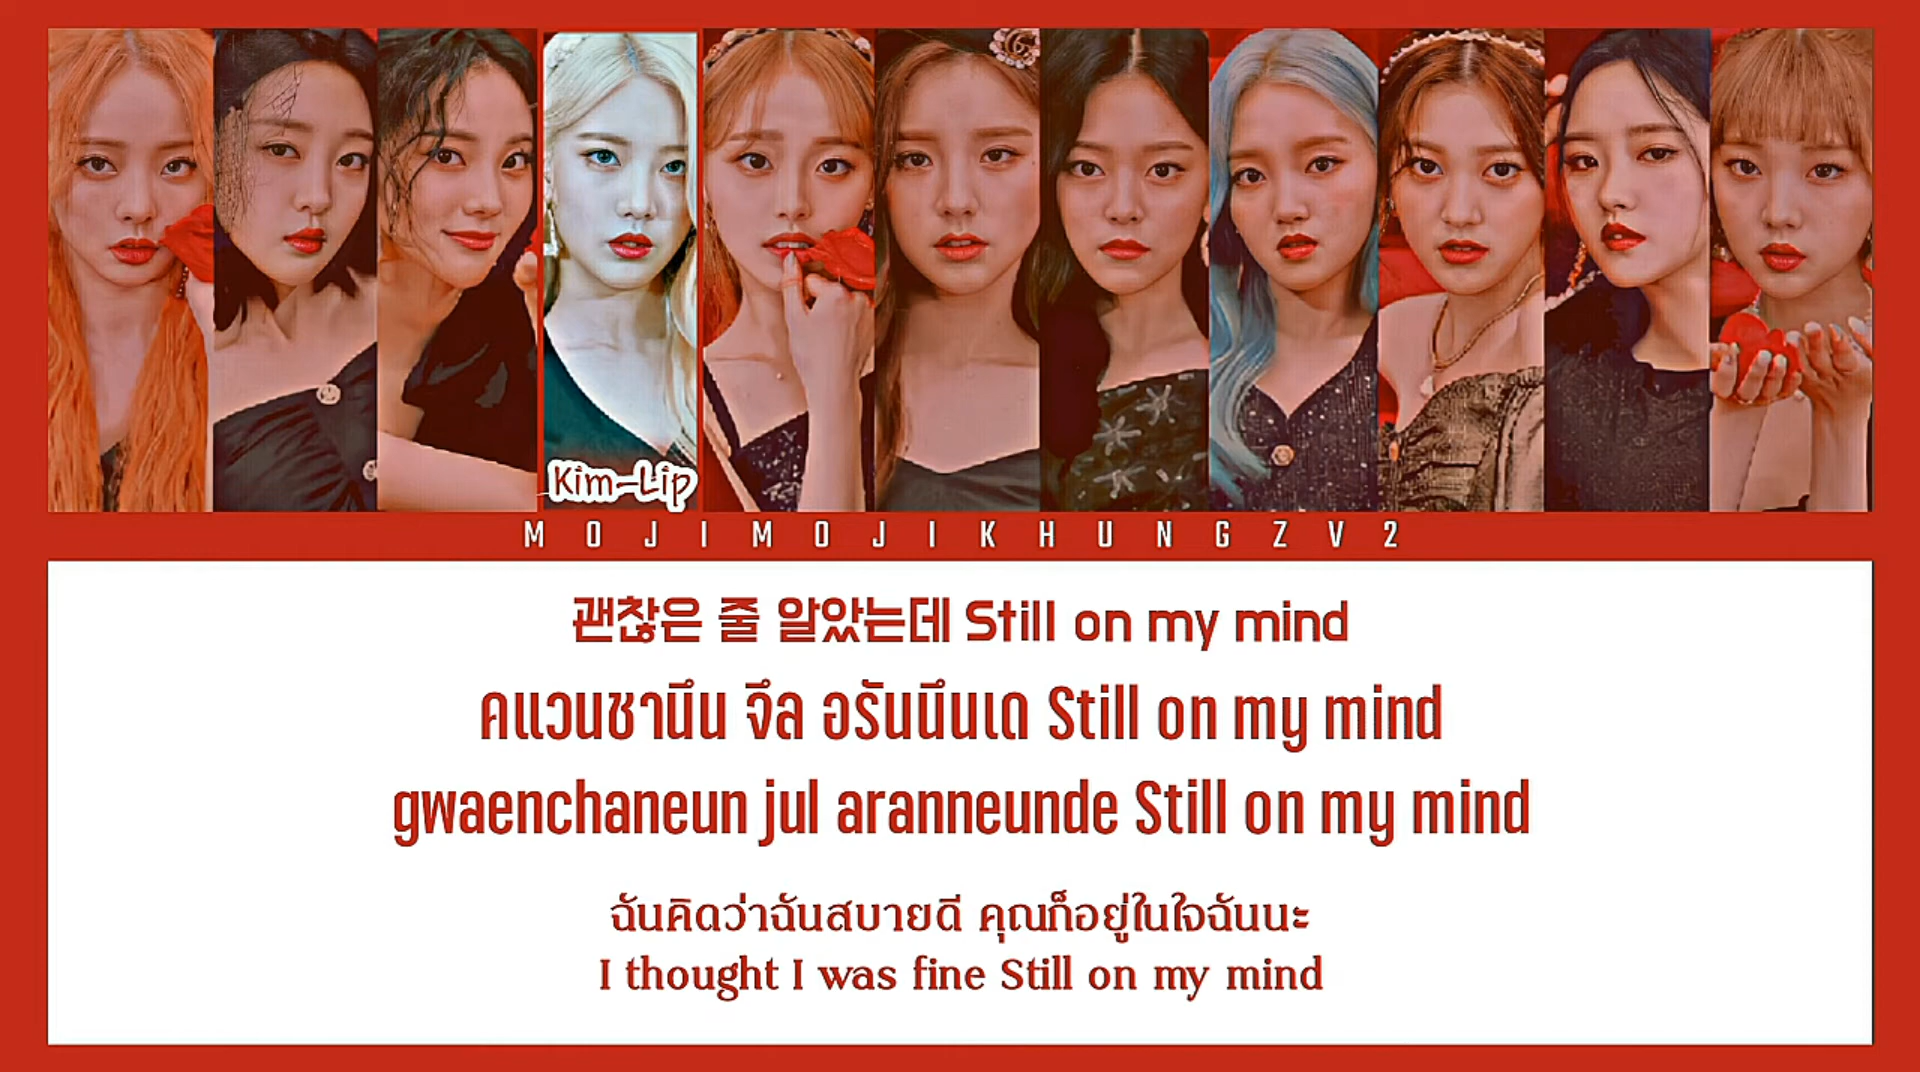 Kim-Lip
MOJIMOJIKHUNGZV2
괜찮은 줄 알았는데 Still on my mind
คแวนชานึน จึล อรันนึนเด Still on my mind
gwaenchaneun jul aranneunde Still on my mind
ฉันคิดว่าฉันสบายดี คุณก็อยู่ในใจฉันนะ
I thought I was fine Still on my mind